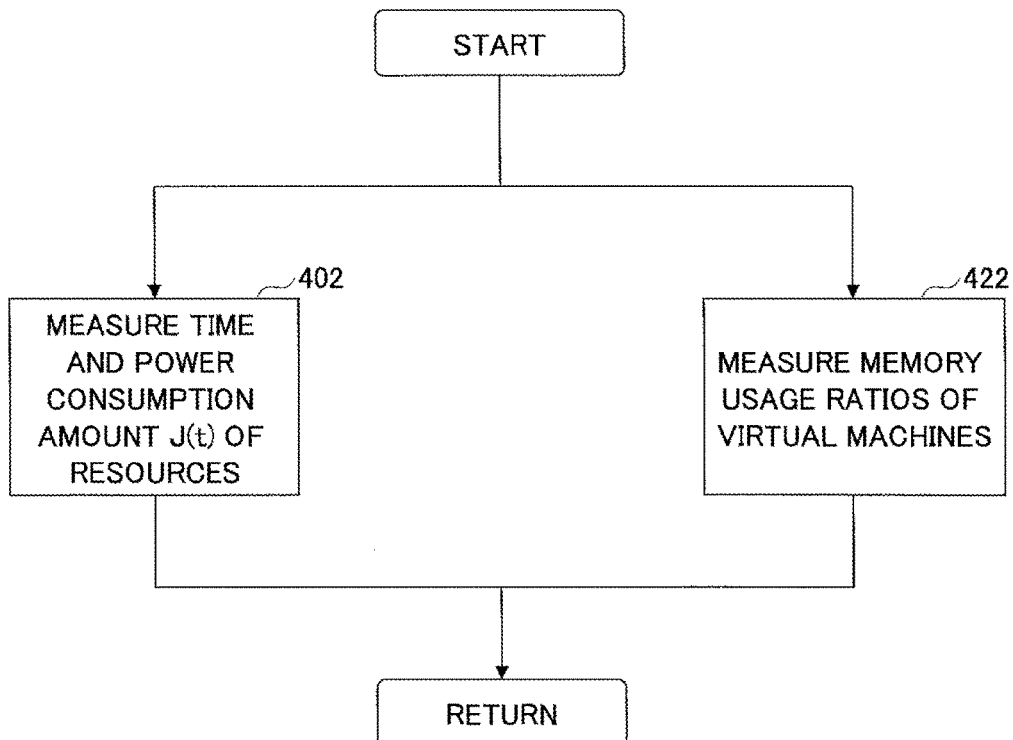 START
402
MEASURE TIME
AND POWER
CONSUMPTION
AMOUNT J(t) OF
RESOURCES
422
MEASURE MEMORY
USAGE RATIOS OF
VIRTUAL MACHINES
RETURN